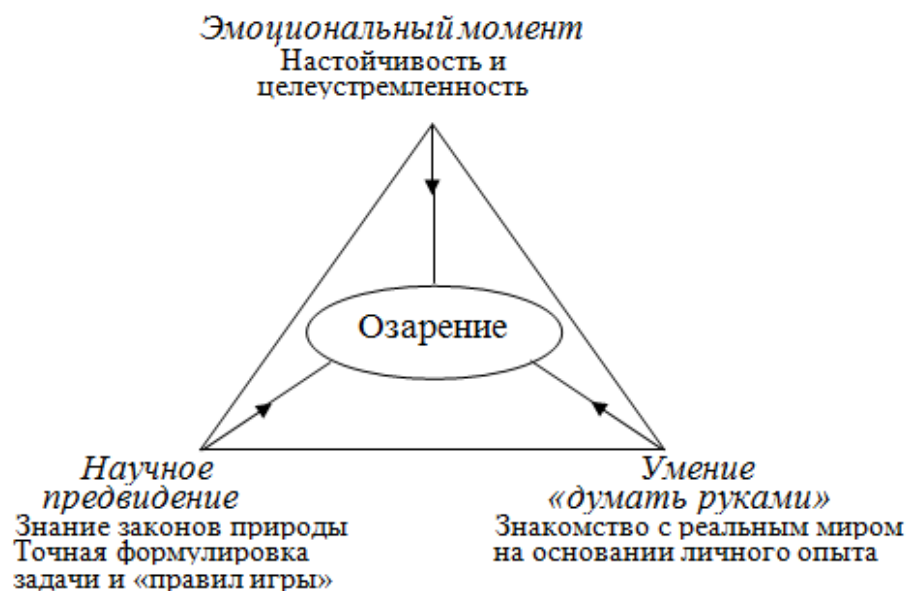 Эмоциональный момент
Настойчивость и
целеустремленность
Озарение
Научное
предвидение
Знание законов природы
Точная формулировка
задачи и «правил игры»
Умение
«думать руками»
Знакомство с реальным миром
на основании личного опыта